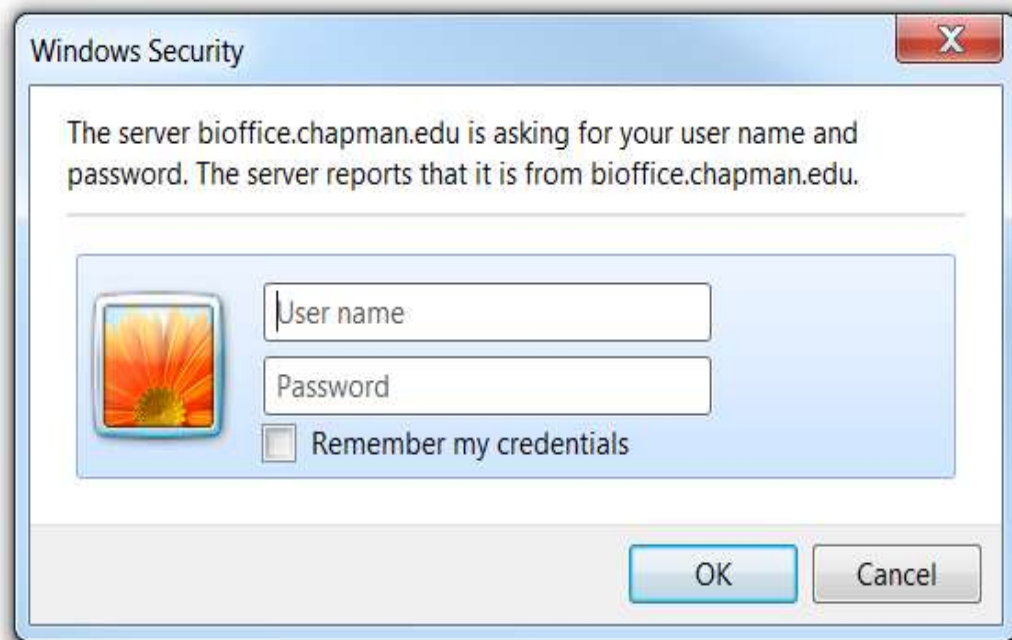 Windows Security
X
The server bioffice.chapman.edu is asking for your user name and
password. The server reports that it is from bioffice.chapman.edu.
User name
Password
Remember my credentials
OK Cancel